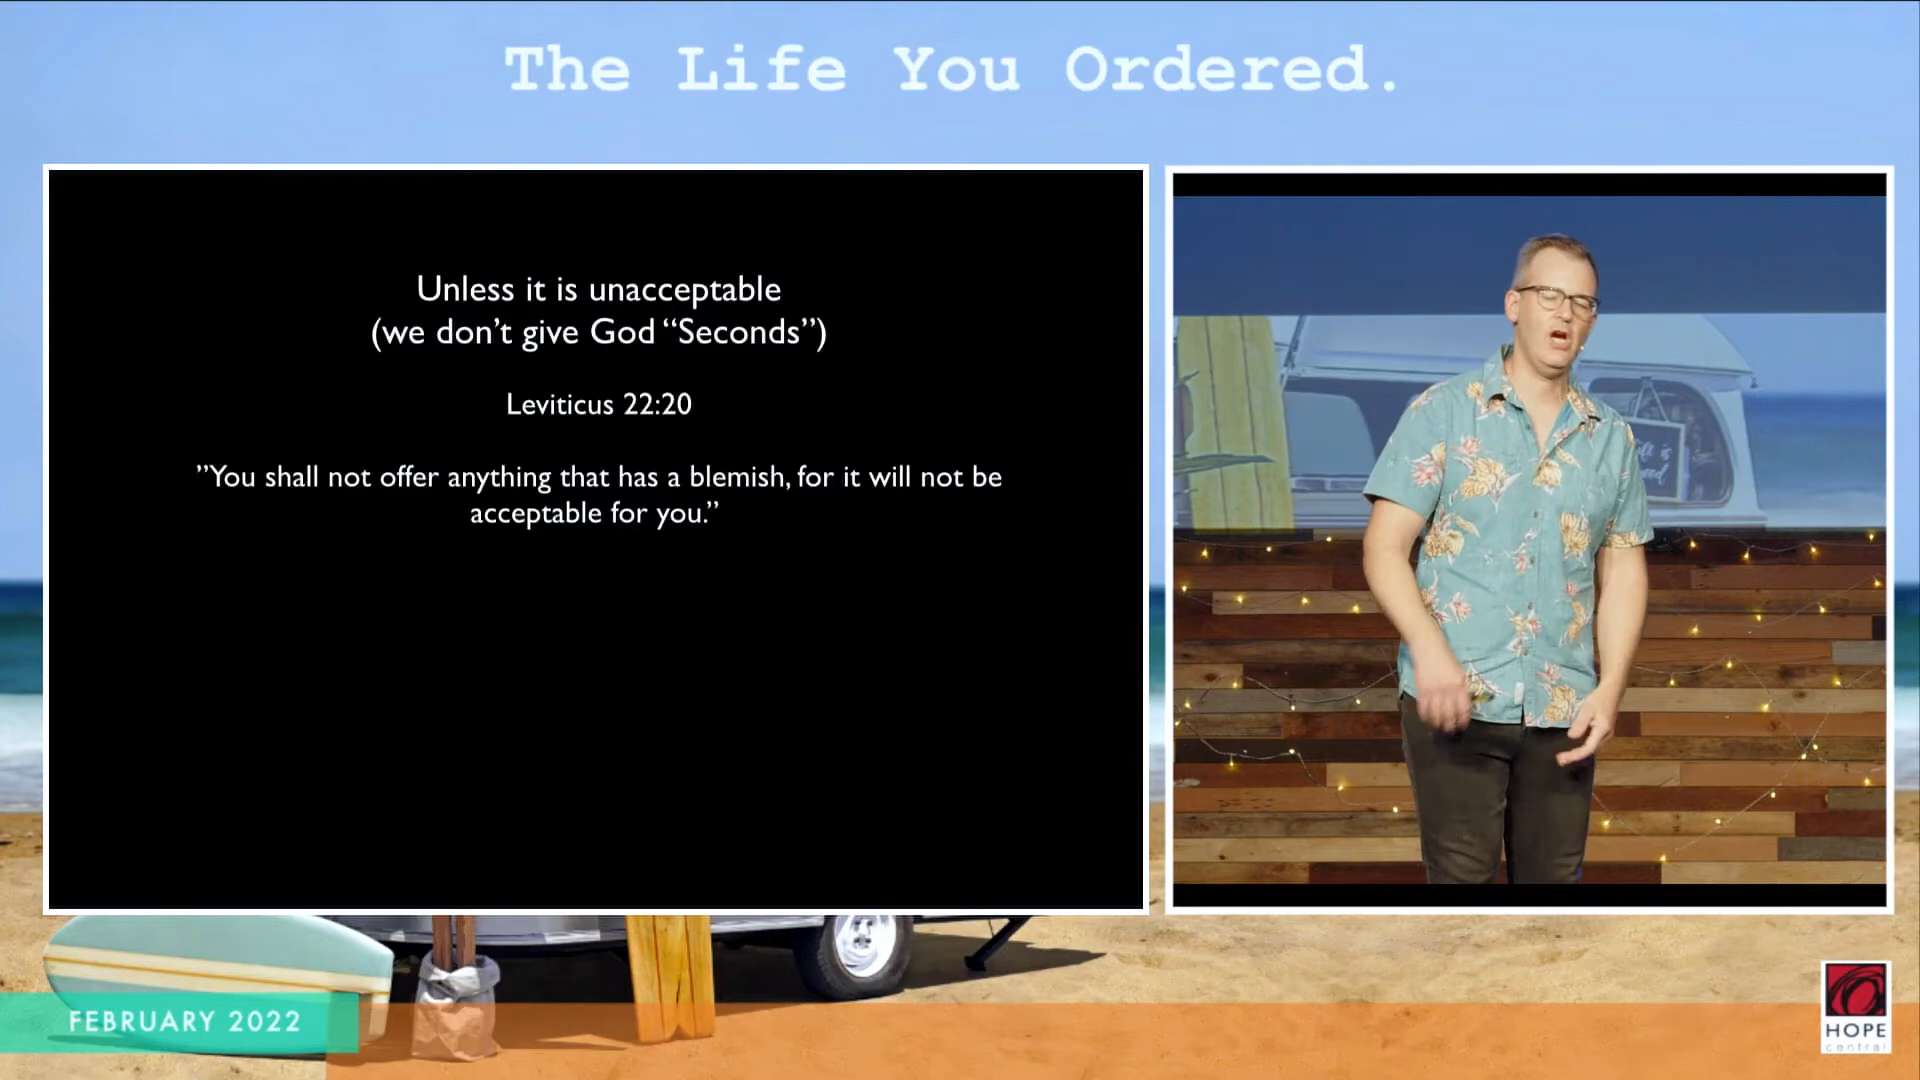 The Life You Ordered.
Unless it is unacceptable
(we don’t give God “Seconds”)
Leviticus 22:20
”You shall not offer anything that has a blemish, for it will not be
acceptable for you.”
FEBRUARY 2022
HOPE
central